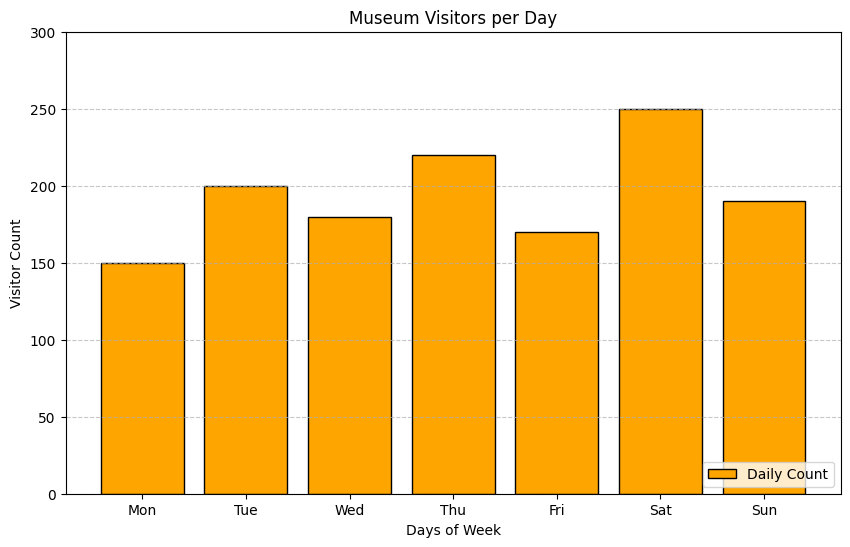 Museum Visitors per Day
300
250
200
150
100
50
0
Visitor Count
Daily Count
Mon Tue Wed Thu Fri Sat Sun
Days of Week